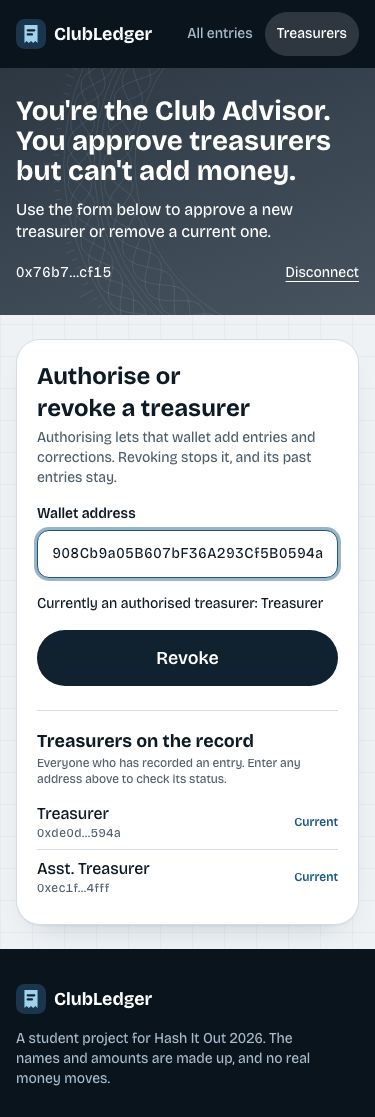 ClubLedger
All entries
Treasurers
You're the Club Advisor.
You approve treasurers
but can't add money.
Use the form below to approve a new
treasurer or remove a current one.
0x76b7…cf15
Disconnect
Authorise or
revoke a treasurer
Authorising lets that wallet add entries and
corrections. Revoking stops it, and its past
entries stay.
Wallet address
908Cb9a05B607bF36A293Cf5B0594a
Currently an authorised treasurer: Treasurer
Revoke
Treasurers on the record
Everyone who has recorded an entry. Enter any
address above to check its status.
Treasurer
0xde0d…594a
Current
Asst. Treasurer
0xec1f…4fff
Current
ClubLedger
A student project for Hash It Out 2026. The
names and amounts are made up, and no real
money moves.